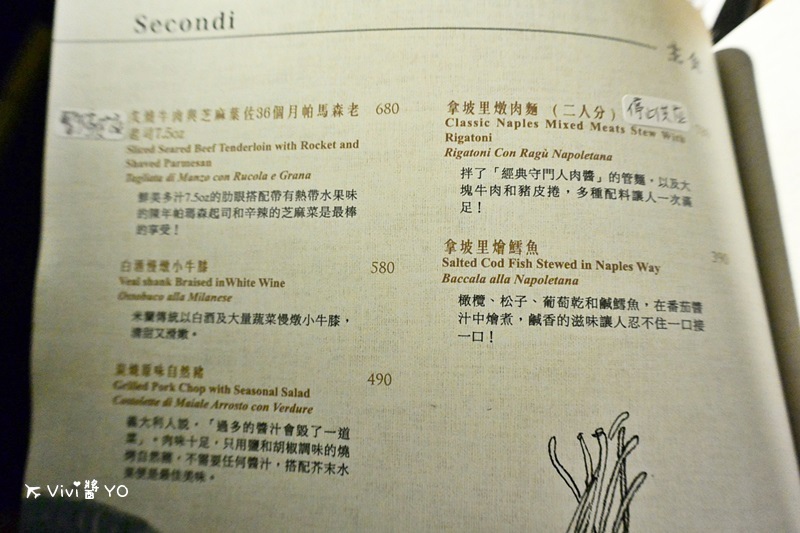 Secondi
炙燒牛肉與芝麻葉佐36個月帕馬森老
起司7.5oz
680
Sliced Seared Beef Tenderloin with Rocket and
Shaved Parmesan
Tagliata di Manzo con Rucola e Grana
鮮美多汁7.5oz的肋眼搭配帶有熱帶水果味
的陳年帕瑪森起司和辛辣的芝麻菜是最棒
的享受！
白酒慢燉小牛膝
580
Veal shank Braised inWhite Wine
Ossobuco alla Milanese
米蘭傳統以白酒及大量蔬菜慢燉小牛膝，
清甜又滑嫩。
炭燒原味自然豬
490
Grilled Pork Chop with Seasonal Salad
Costolette di Maiale Arrosto con Verdure
義大利人說，「過多的醬汁會毀了一道
菜」。肉味十足，只用鹽和胡椒調味的燒
烤自然豬，不需要任何醬汁，搭配芥末水
果便是最佳美味。
拿坡里燉肉麵 （二人分）
停止供應
Classic Naples Mixed Meats Stew With
Rigatoni
Rigatoni Con Ragù Napoletana
拌了「經典守門人肉醬」的管麵，以及大
塊牛肉和豬皮捲，多種配料讓人一次滿
足！
拿坡里燴鱈魚
390
Salted Cod Fish Stewed in Naples Way
Baccala alla Napoletana
橄欖、松子、葡萄乾和鹹鱈魚，在番茄醬
汁中燴煮，鹹香的滋味讓人忍不住一口接
一口！
Vivi醬 YO